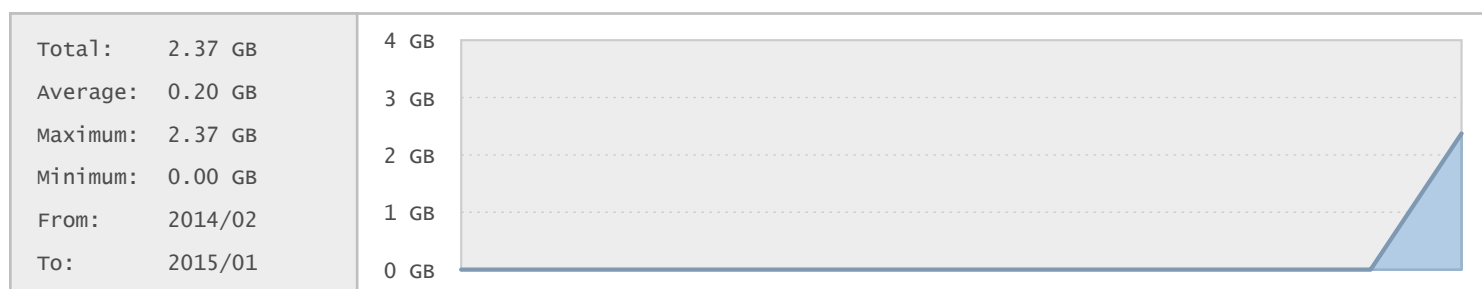 Total: 2.37 GB
Average: 0.20 GB
Maximum: 2.37 GB
Minimum: 0.00 GB
From: 2014/02
To: 2015/01
4 GB
3 GB
2 GB
1 GB
0 GB